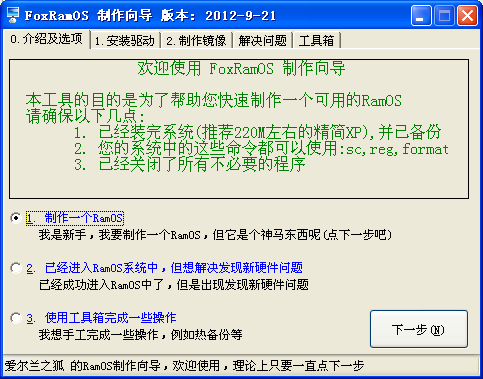 FoxRamOS 制作向导 版本: 2012-9-21
0.介绍及选项 1.安装驱动 2.制作镜像 解决问题 工具箱
欢迎使用 FoxRamOS 制作向导
本工具的目的是为了帮助您快速制作一个可用的RamOS
请确保以下几点:
1. 已经装完系统(推荐220M左右的精简XP),并已备份
2. 您的系统中的这些命令都可以使用:sc,reg,format
3. 已经关闭了所有不必要的程序
1. 制作一个RamOS
我是新手，我要制作一个RamOS，但它是个神马东西呢(点下一步吧)
2. 已经进入RamOS系统中，但想解决发现新硬件问题
已经成功进入RamOS中了，但是出现发现新硬件问题
3. 使用工具箱完成一些操作
我想手工完成一些操作，例如热备份等
下一步(N)
爱尔兰之狐 的RamOS制作向导，欢迎使用，理论上只要一直点下一步